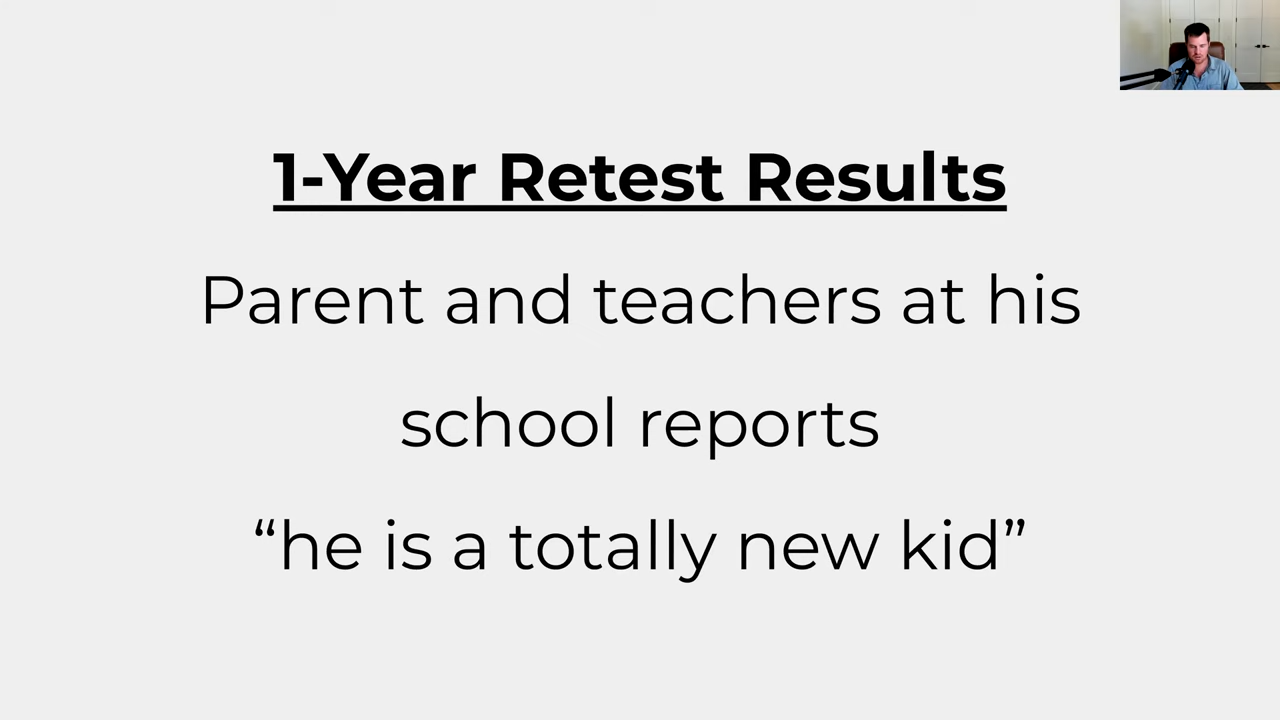 1-Year Retest Results
Parent and teachers at his
school reports
“he is a totally new kid”